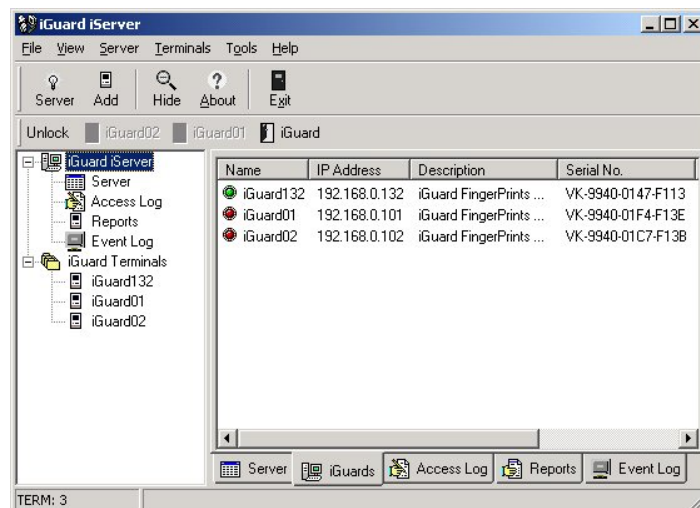 iGuard iServer
File View Server Terminals Tools Help
Server Add Hide About Exit
Unlock iGuard02 iGuard01 iGuard
iGuard iServer
Server
Access Log
Reports
Event Log
iGuard Terminals
iGuard132
iGuard01
iGuard02
Name IP Address Description Serial No.
iGuard132 192.168.0.132 iGuard FingerPrints ... VK-9940-0147-F113
iGuard01 192.168.0.101 iGuard FingerPrints ... VK-9940-01F4-F13E
iGuard02 192.168.0.102 iGuard FingerPrints ... VK-9940-01C7-F13B
Server iGuards Access Log Reports Event Log
TERM: 3